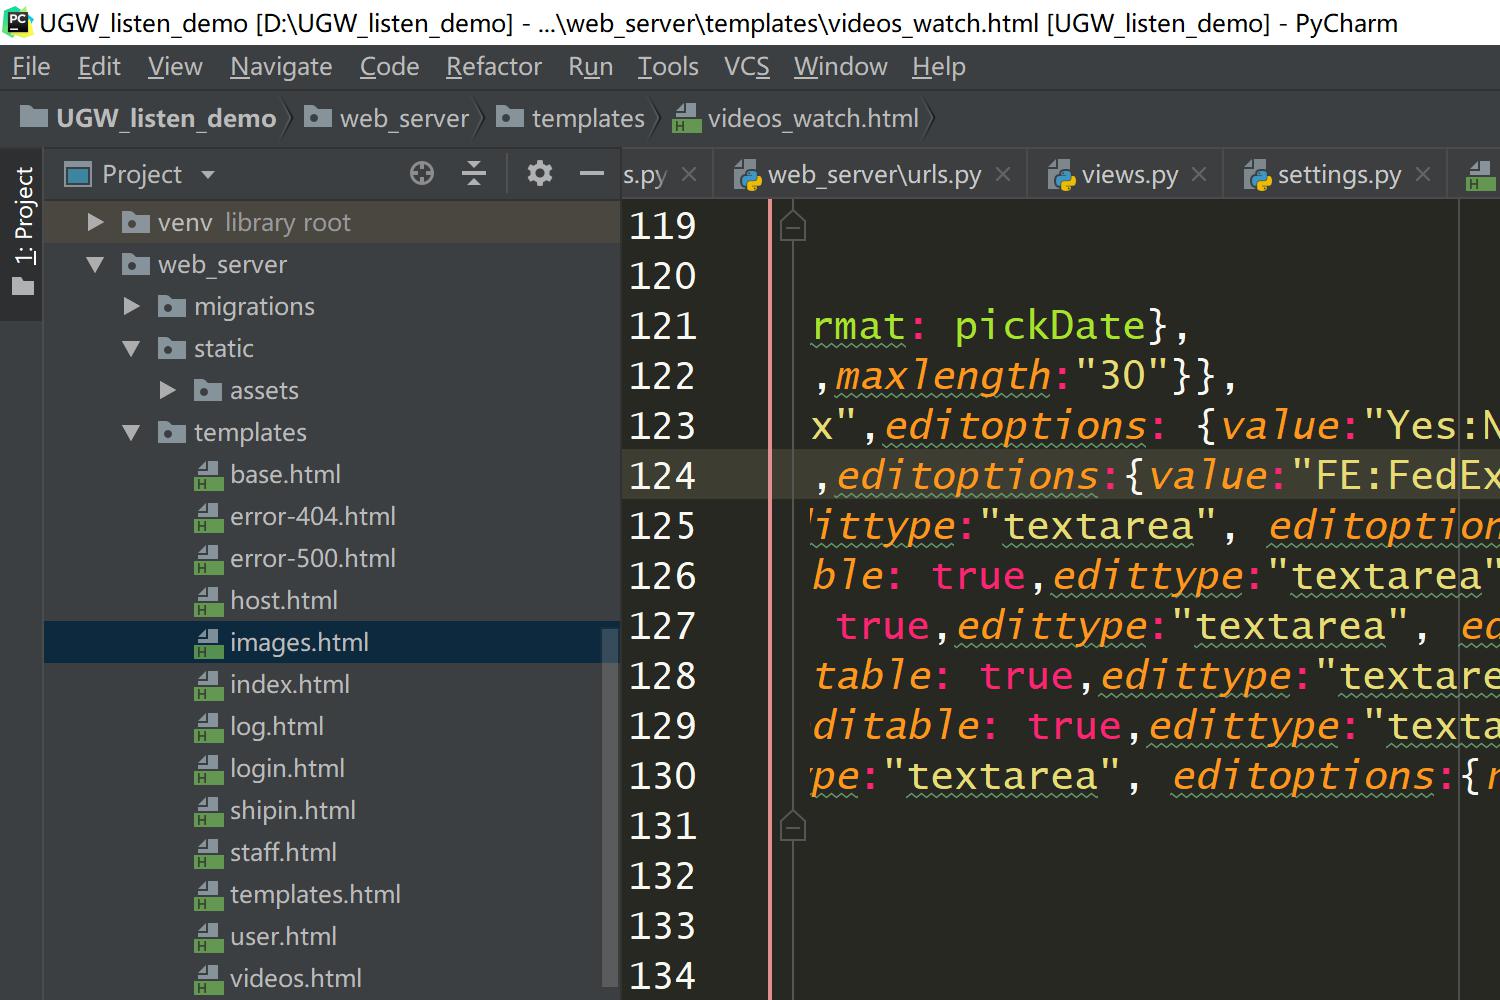 UGW_listen_demo [D:\UGW_listen_demo] - ...\web_server\templates\videos_watch.html [UGW_listen_demo] - PyCharm
File Edit View Navigate Code Refactor Run Tools VCS Window Help
UGW_listen_demo web_server templates videos_watch.html
1: Project
Project
s.py web_server\urls.py views.py settings.py
venv library root
web_server
migrations
static
assets
templates
base.html
error-404.html
error-500.html
host.html
images.html
index.html
log.html
login.html
shipin.html
staff.html
templates.html
user.html
videos.html
119
120
121 rmat: pickDate},
122 ,maxlength:"30"}},
123 x",editoptions: {value:"Yes:N
124 ,editoptions:{value:"FE:FedEx
125 ittype:"textarea", edition
126 ble: true,edittype:"textarea"
127 true,edittype:"textarea", ed
128 table: true,edittype:"textare
129 ditable: true,edittype:"texta
130 pe:"textarea", editoptions:{
131
132
133
134